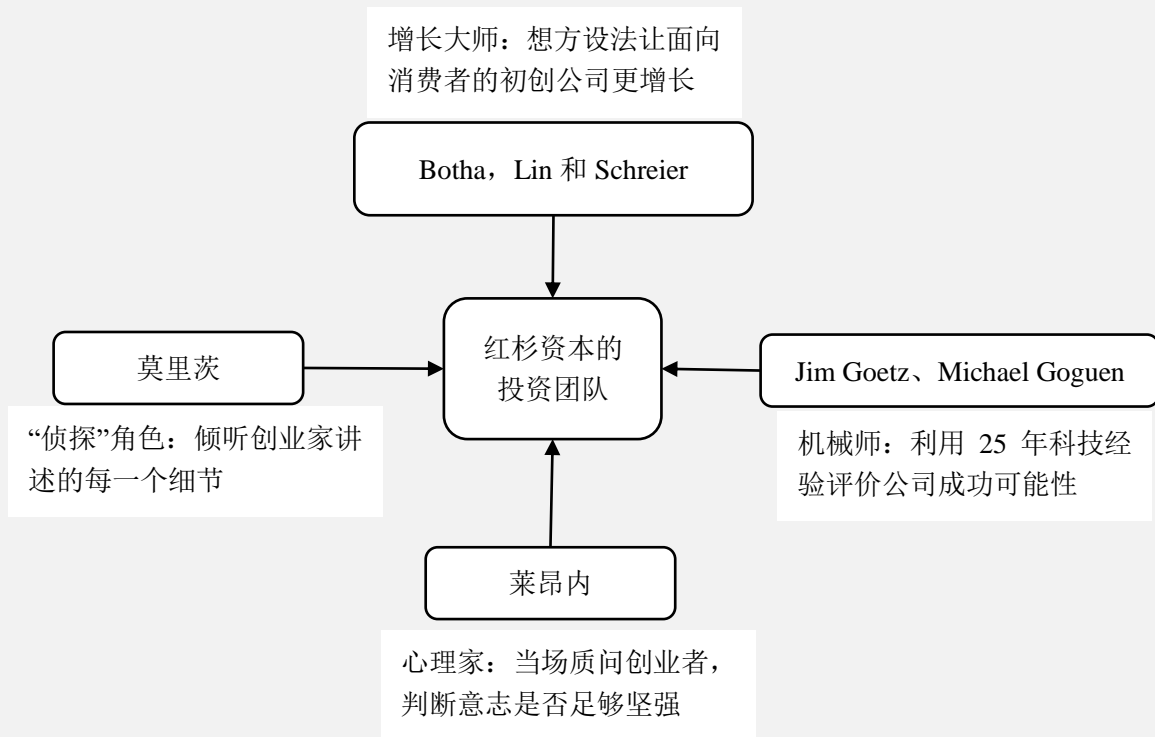 增长大师：想方设法让面向
消费者的初创公司更增长
Botha，Lin 和 Schreier
红杉资本的
投资团队
莫里茨
“侦探”角色：倾听创业家讲
述的每一个细节
Jim Goetz、Michael Goguen
机械师：利用 25 年科技经
验评价公司成功可能性
莱昂内
心理家：当场质问创业者，
判断意志是否足够坚强